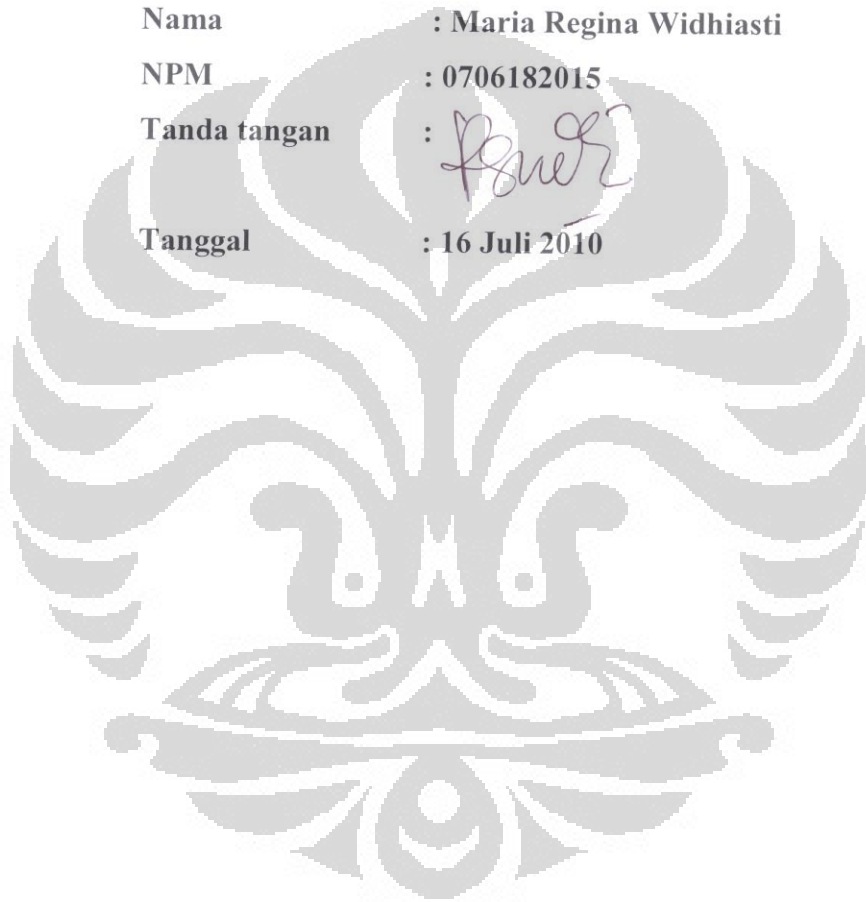 Nama : Maria Regina Widhiasti
NPM : 0706182015
Tanda tangan :
Tanggal : 16 Juli 2010